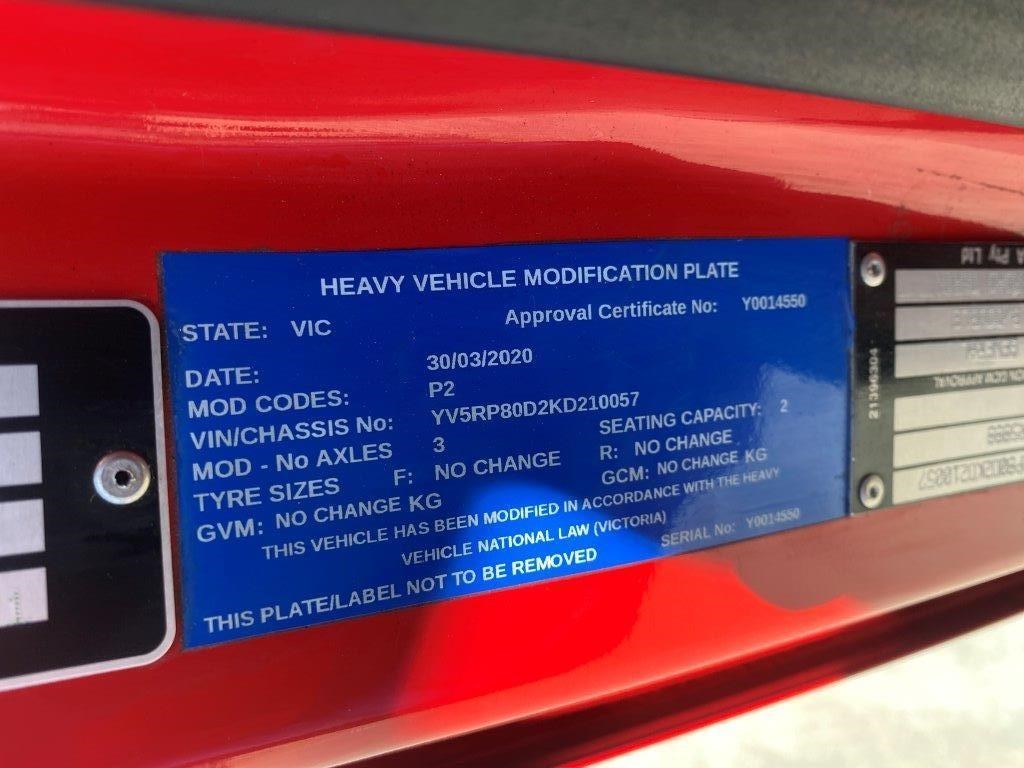 HEAVY VEHICLE MODIFICATION PLATE
STATE: VIC Approval Certificate No: Y0014550
DATE: 30/03/2020
MOD CODES: P2
VIN/CHASSIS No: YV5RP80D2KD210057
MOD - No AXLES 3 SEATING CAPACITY: 2
TYRE SIZES F: NO CHANGE R: NO CHANGE
GVM: NO CHANGE KG GCM: NO CHANGE KG
THIS VEHICLE HAS BEEN MODIFIED IN ACCORDANCE WITH THE HEAVY
VEHICLE NATIONAL LAW (VICTORIA)
SERIAL No: Y0014550
THIS PLATE/LABEL NOT TO BE REMOVED
A Pty Ltd
21396304